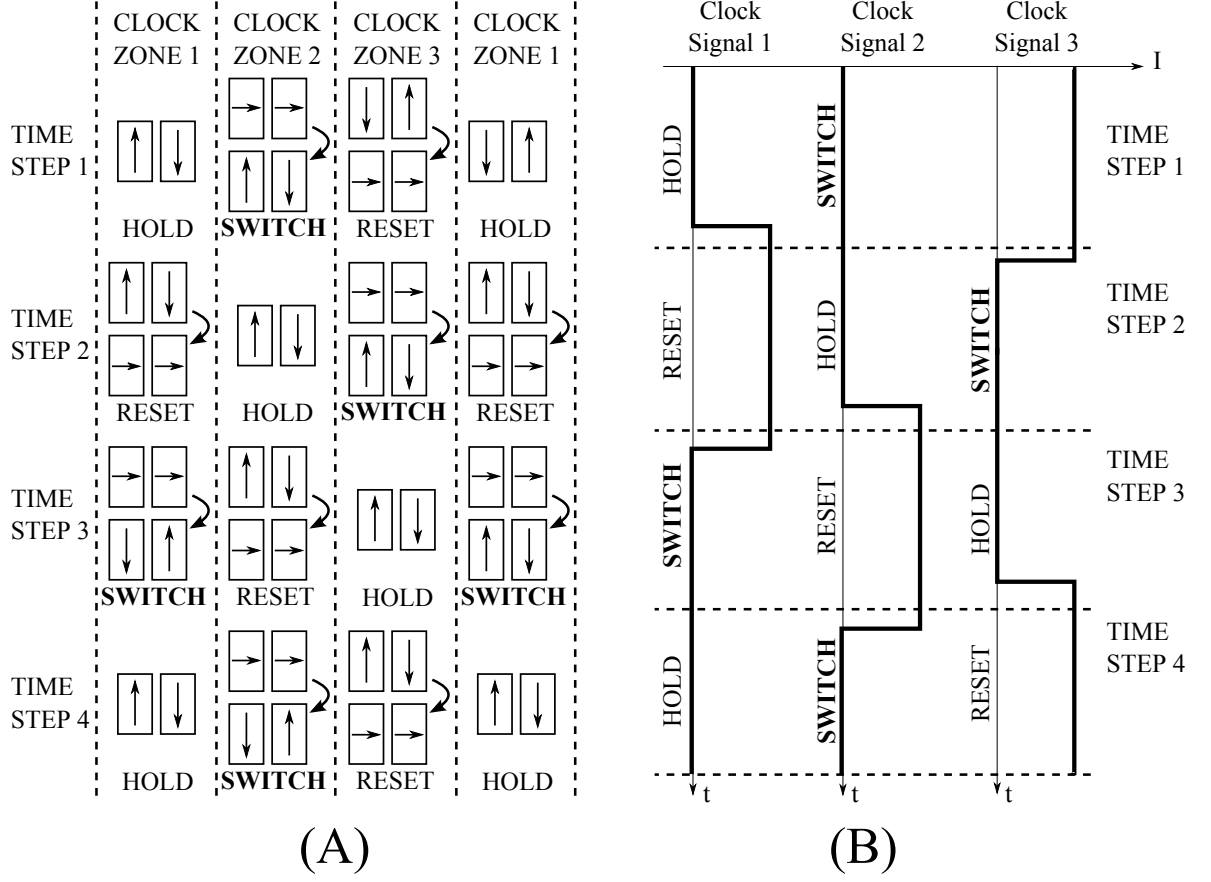 CLOCK
ZONE 1
CLOCK
ZONE 2
CLOCK
ZONE 3
CLOCK
ZONE 1
TIME
STEP 1
HOLD
SWITCH
RESET
HOLD
TIME
STEP 2
RESET
HOLD
SWITCH
RESET
TIME
STEP 3
SWITCH
RESET
HOLD
SWITCH
TIME
STEP 4
HOLD
SWITCH
RESET
HOLD
(A)
Clock
Signal 1
Clock
Signal 2
Clock
Signal 3
I
HOLD
SWITCH
TIME
STEP 1
RESET
HOLD
SWITCH
TIME
STEP 2
SWITCH
RESET
HOLD
TIME
STEP 3
HOLD
SWITCH
RESET
TIME
STEP 4
t
t
t
(B)